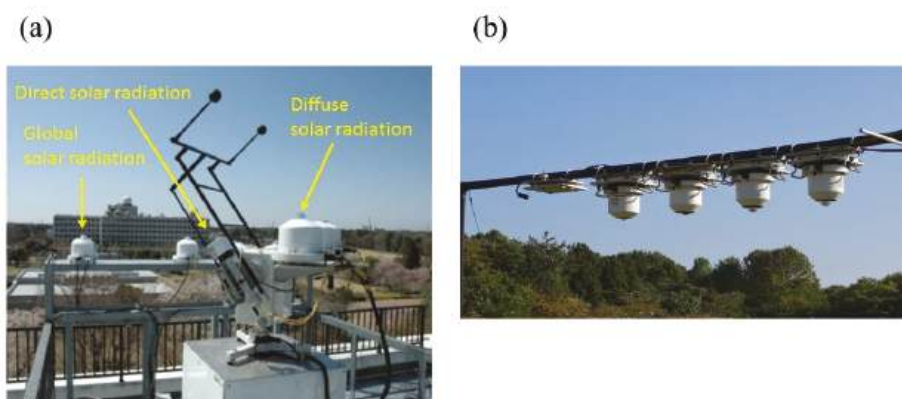 (a)
(b)
Direct solar radiation
Global
solar radiation
Diffuse
solar radiation